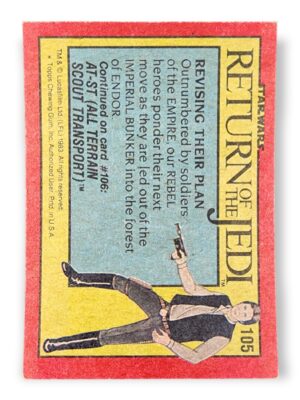 STAR WARS
RETURN OF THE JEDI™
105
REVISING THEIR PLAN
Outnumbered by soldiers
of the EMPIRE, our REBEL
heroes ponder their next
move as they are led out of the
IMPERIAL BUNKER into the forest
of ENDOR.
Continued on card #106:
AT-ST (ALL TERRAIN
SCOUT TRANSPORT)™
TM & © Lucasfilm Ltd. (LFL) 1983. All rights reserved.
* Topps Chewing Gum, Inc. Authorized User. Prtd. in U.S.A.